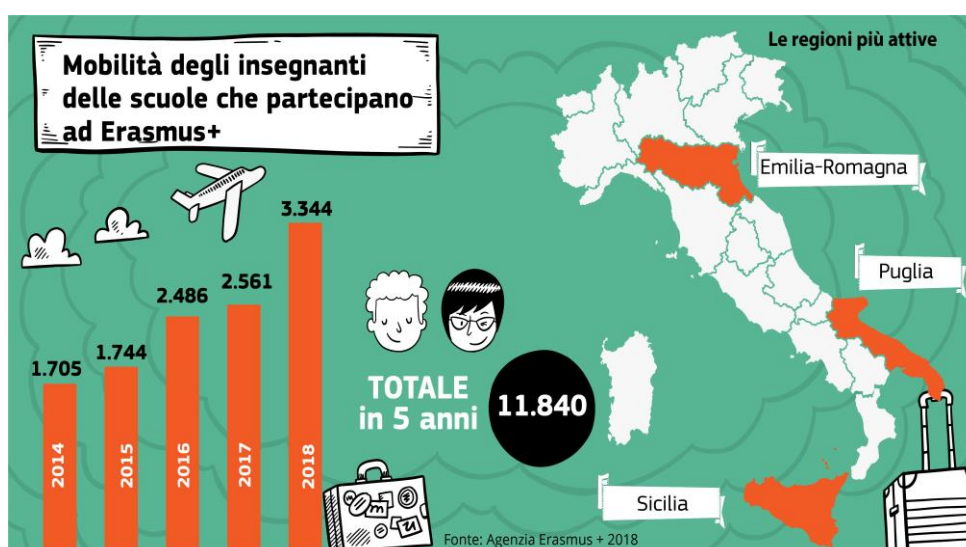 Mobilità degli insegnanti
delle scuole che partecipano
ad Erasmus+
Le regioni più attive
Emilia-Romagna
Puglia
Sicilia
1.705
1.744
2.486
2.561
3.344
2014
2015
2016
2017
2018
TOTALE
in 5 anni
11.840
Fonte: Agenzia Erasmus + 2018